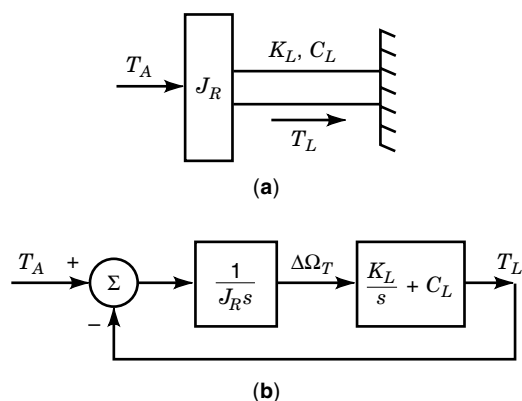 T_A
J_R
K_L, C_L
T_L
(a)
T_A
+
Σ
−
1
J_R s
ΔΩ_T
K_L
s
+ C_L
T_L
(b)